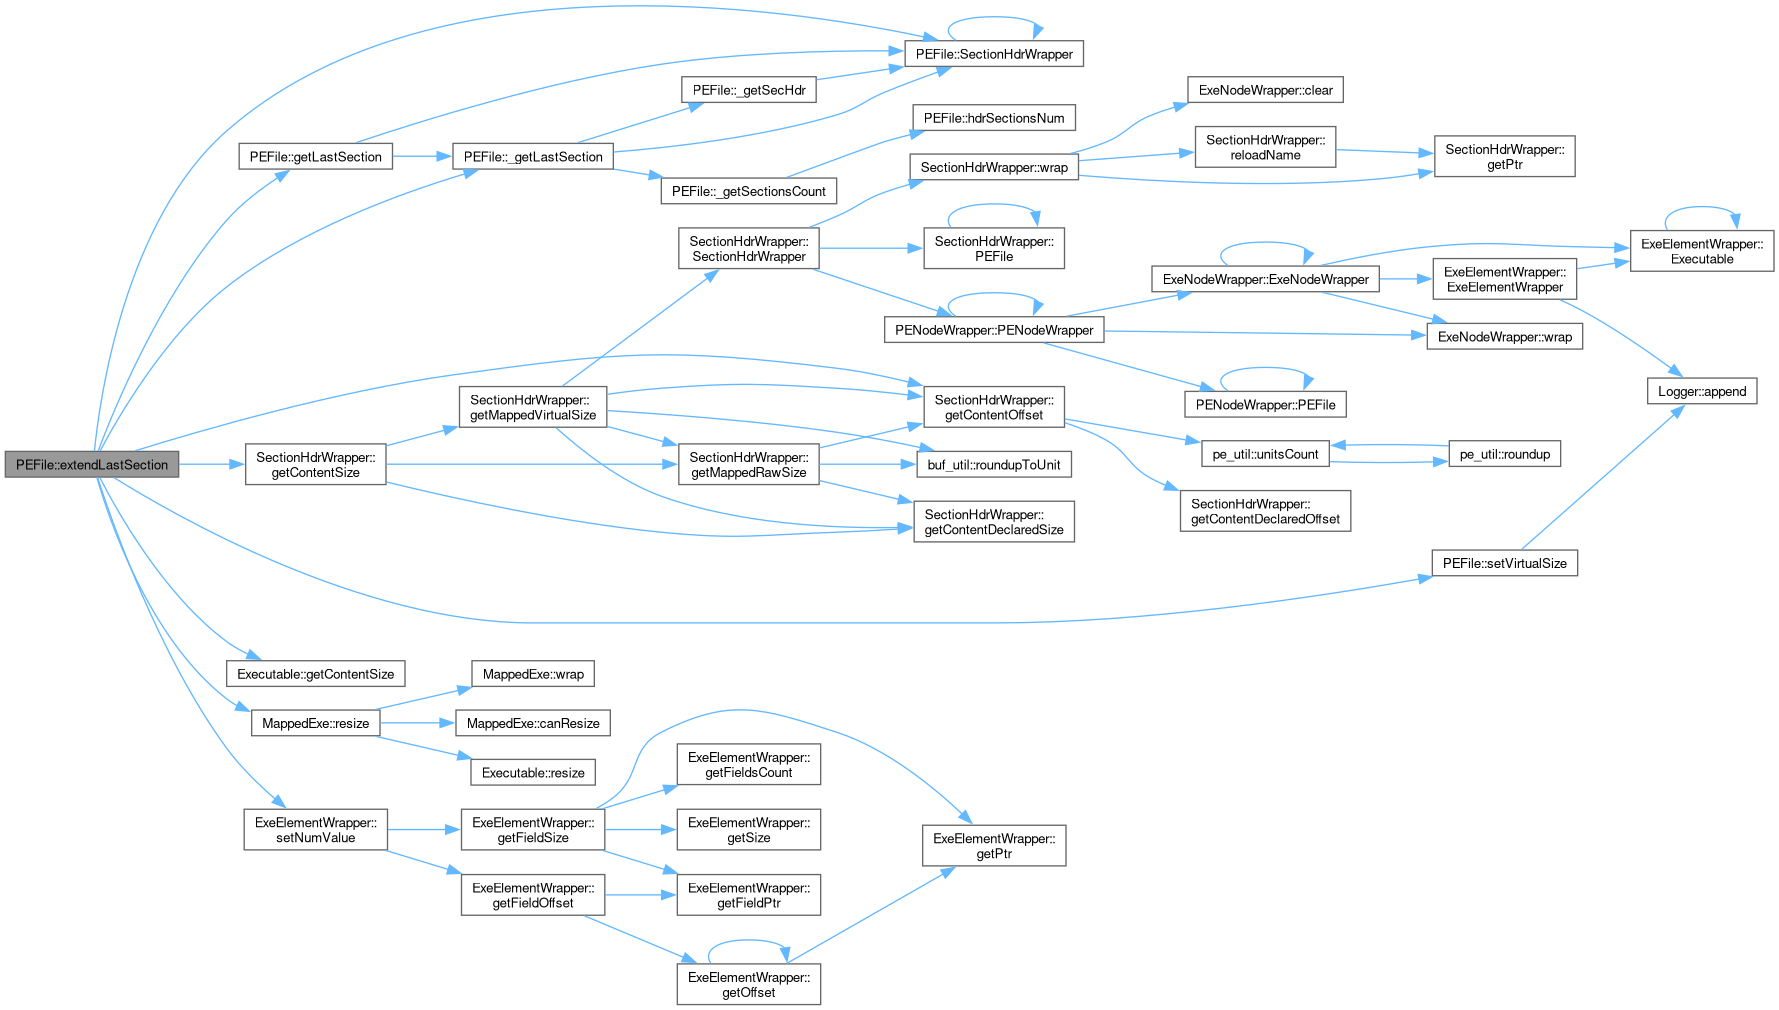 PEFile::SectionHdrWrapper
PEFile::_getSecHdr
ExeNodeWrapper::clear
PEFile::hdrSectionsNum
PEFile::getLastSection
PEFile::_getLastSection
SectionHdrWrapper::
reloadName
SectionHdrWrapper::
getPtr
SectionHdrWrapper::wrap
PEFile::_getSectionsCount
SectionHdrWrapper::
SectionHdrWrapper
SectionHdrWrapper::
PEFile
ExeElementWrapper::
Executable
ExeNodeWrapper::ExeNodeWrapper
ExeElementWrapper::
ExeElementWrapper
PENodeWrapper::PENodeWrapper
ExeNodeWrapper::wrap
SectionHdrWrapper::
getMappedVirtualSize
SectionHdrWrapper::
getContentOffset
PENodeWrapper::PEFile
Logger::append
PEFile::extendLastSection
SectionHdrWrapper::
getContentSize
SectionHdrWrapper::
getMappedRawSize
buf_util::roundupToUnit
pe_util::unitsCount
pe_util::roundup
SectionHdrWrapper::
getContentDeclaredSize
SectionHdrWrapper::
getContentDeclaredOffset
PEFile::setVirtualSize
Executable::getContentSize
MappedExe::wrap
MappedExe::resize
MappedExe::canResize
Executable::resize
ExeElementWrapper::
getFieldsCount
ExeElementWrapper::
setNumValue
ExeElementWrapper::
getFieldSize
ExeElementWrapper::
getSize
ExeElementWrapper::
getPtr
ExeElementWrapper::
getFieldOffset
ExeElementWrapper::
getFieldPtr
ExeElementWrapper::
getOffset